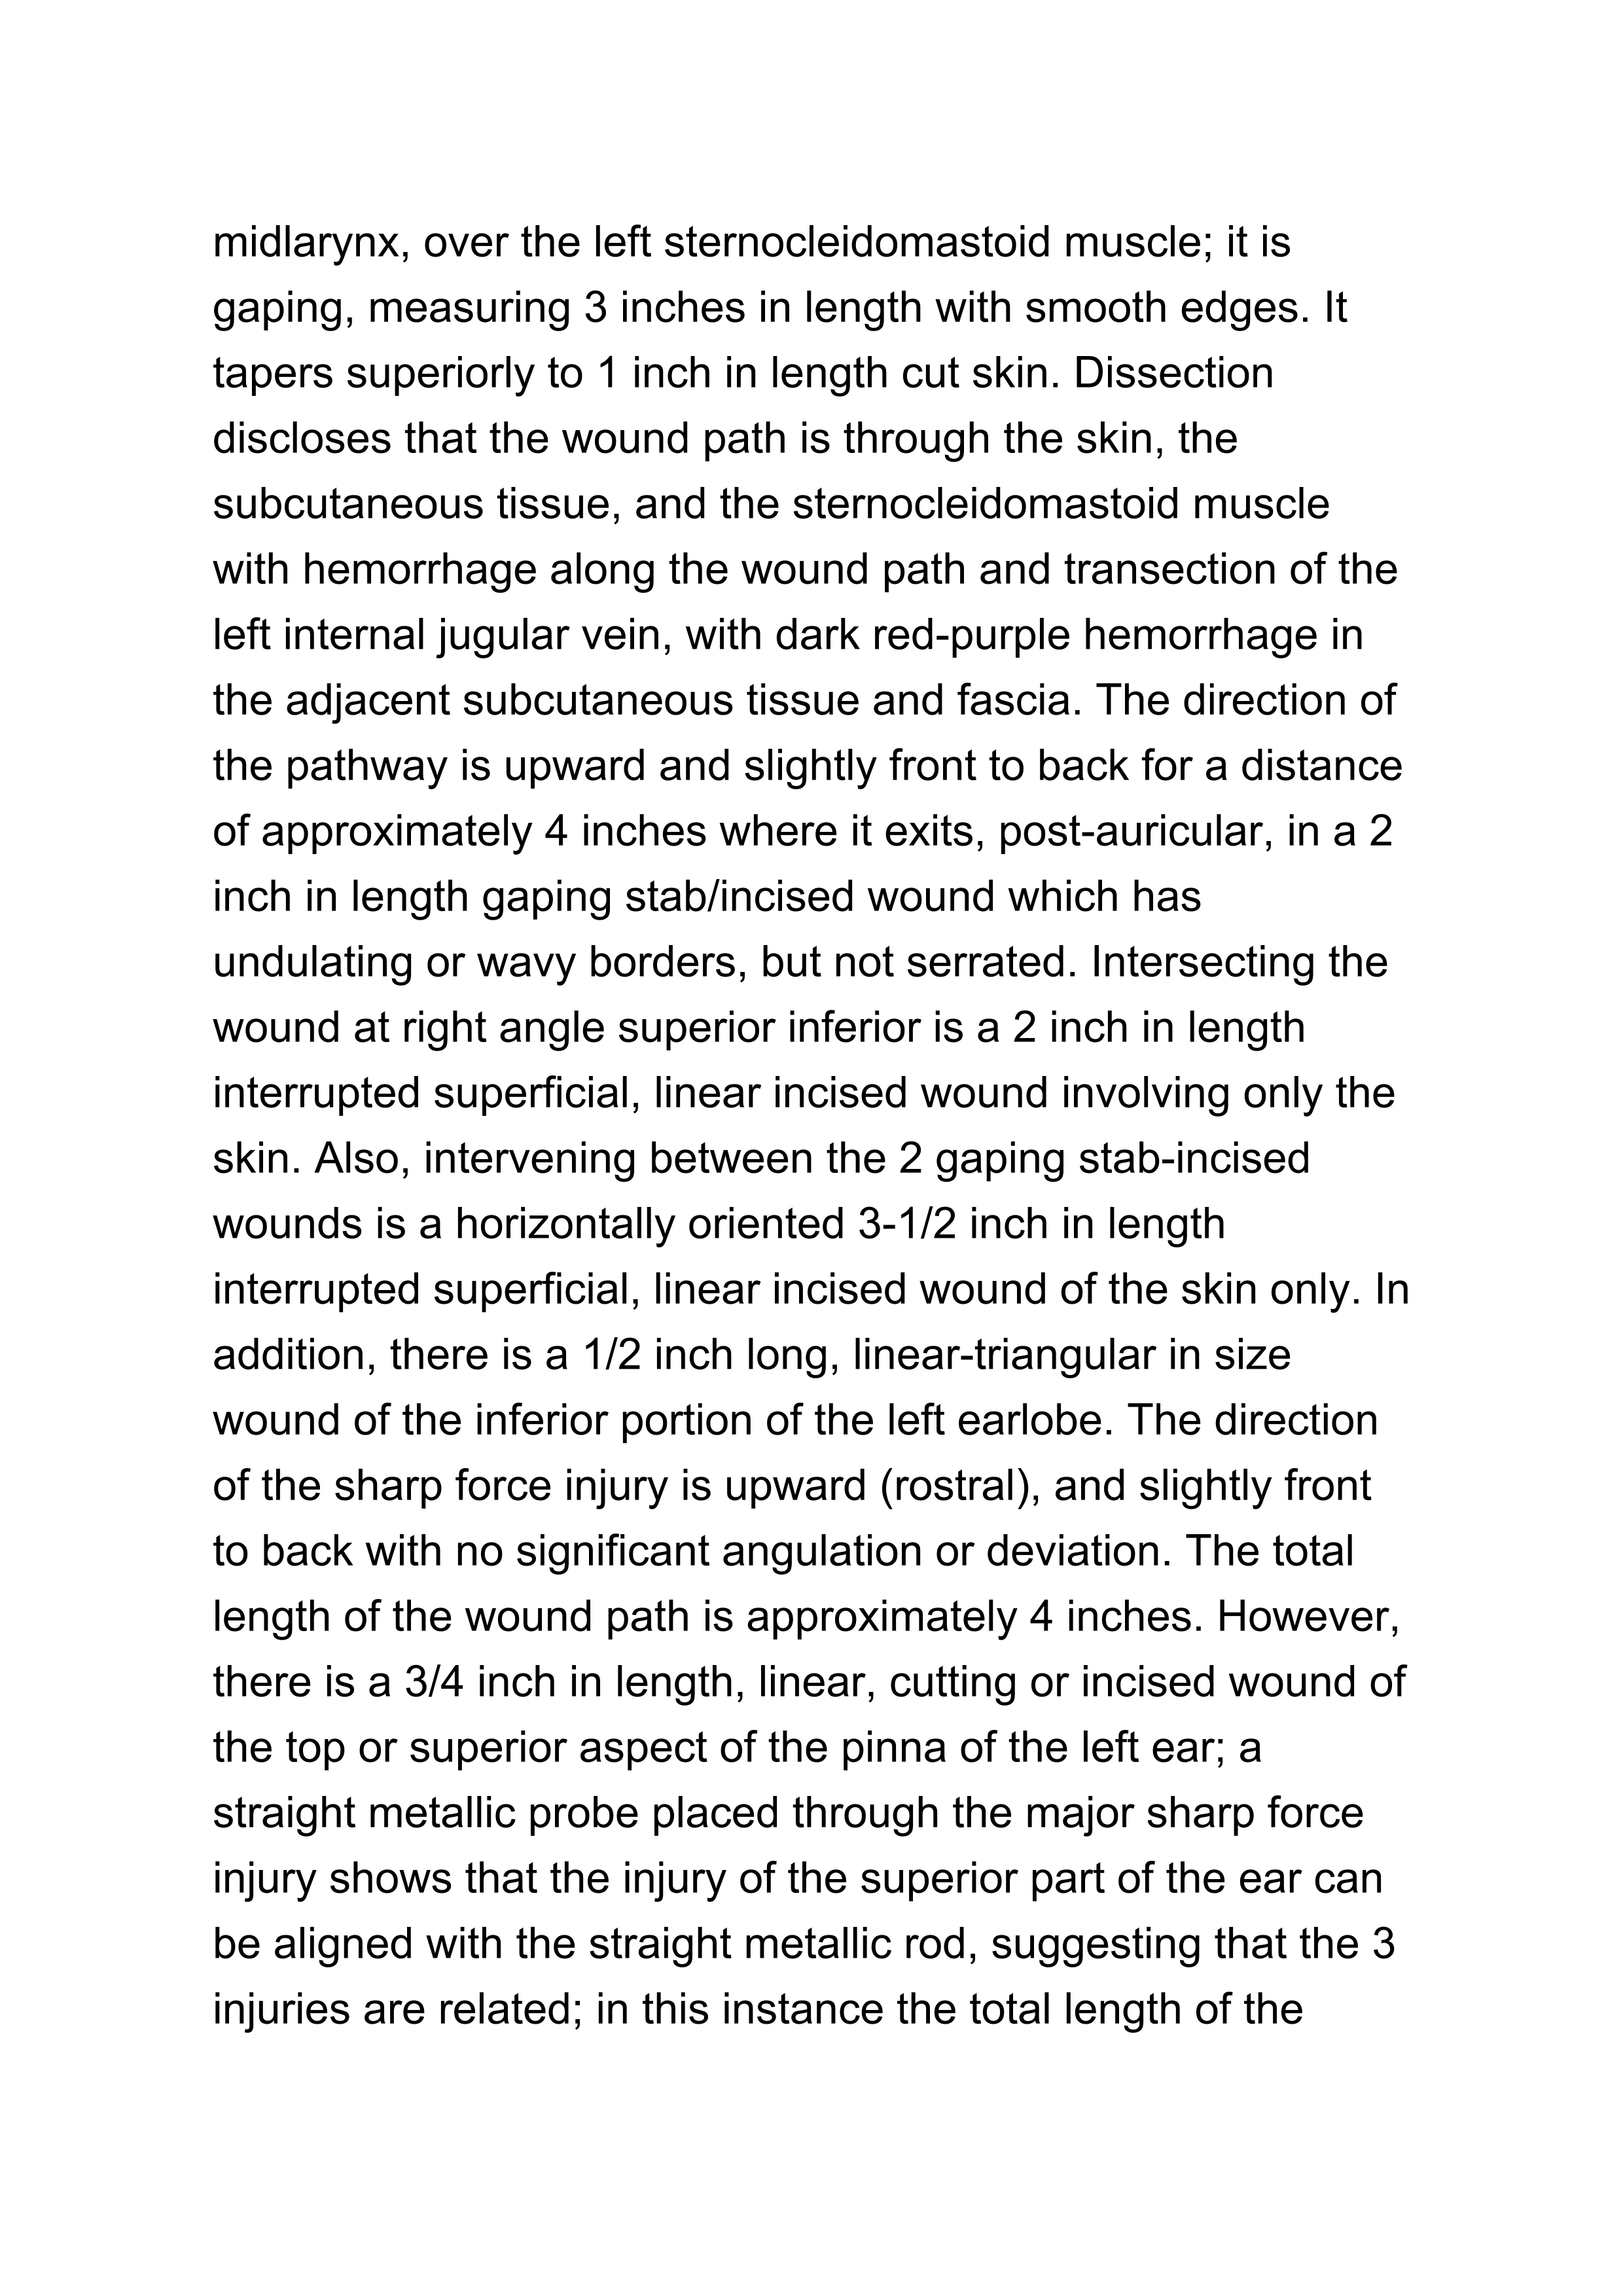 midlarynx, over the left sternocleidomastoid muscle; it is
gaping, measuring 3 inches in length with smooth edges. It
tapers superiorly to 1 inch in length cut skin. Dissection
discloses that the wound path is through the skin, the
subcutaneous tissue, and the sternocleidomastoid muscle
with hemorrhage along the wound path and transection of the
left internal jugular vein, with dark red-purple hemorrhage in
the adjacent subcutaneous tissue and fascia. The direction of
the pathway is upward and slightly front to back for a distance
of approximately 4 inches where it exits, post-auricular, in a 2
inch in length gaping stab/incised wound which has
undulating or wavy borders, but not serrated. Intersecting the
wound at right angle superior inferior is a 2 inch in length
interrupted superficial, linear incised wound involving only the
skin. Also, intervening between the 2 gaping stab-incised
wounds is a horizontally oriented 3-1/2 inch in length
interrupted superficial, linear incised wound of the skin only. In
addition, there is a 1/2 inch long, linear-triangular in size
wound of the inferior portion of the left earlobe. The direction
of the sharp force injury is upward (rostral), and slightly front
to back with no significant angulation or deviation. The total
length of the wound path is approximately 4 inches. However,
there is a 3/4 inch in length, linear, cutting or incised wound of
the top or superior aspect of the pinna of the left ear; a
straight metallic probe placed through the major sharp force
injury shows that the injury of the superior part of the ear can
be aligned with the straight metallic rod, suggesting that the 3
injuries are related; in this instance the total length of the